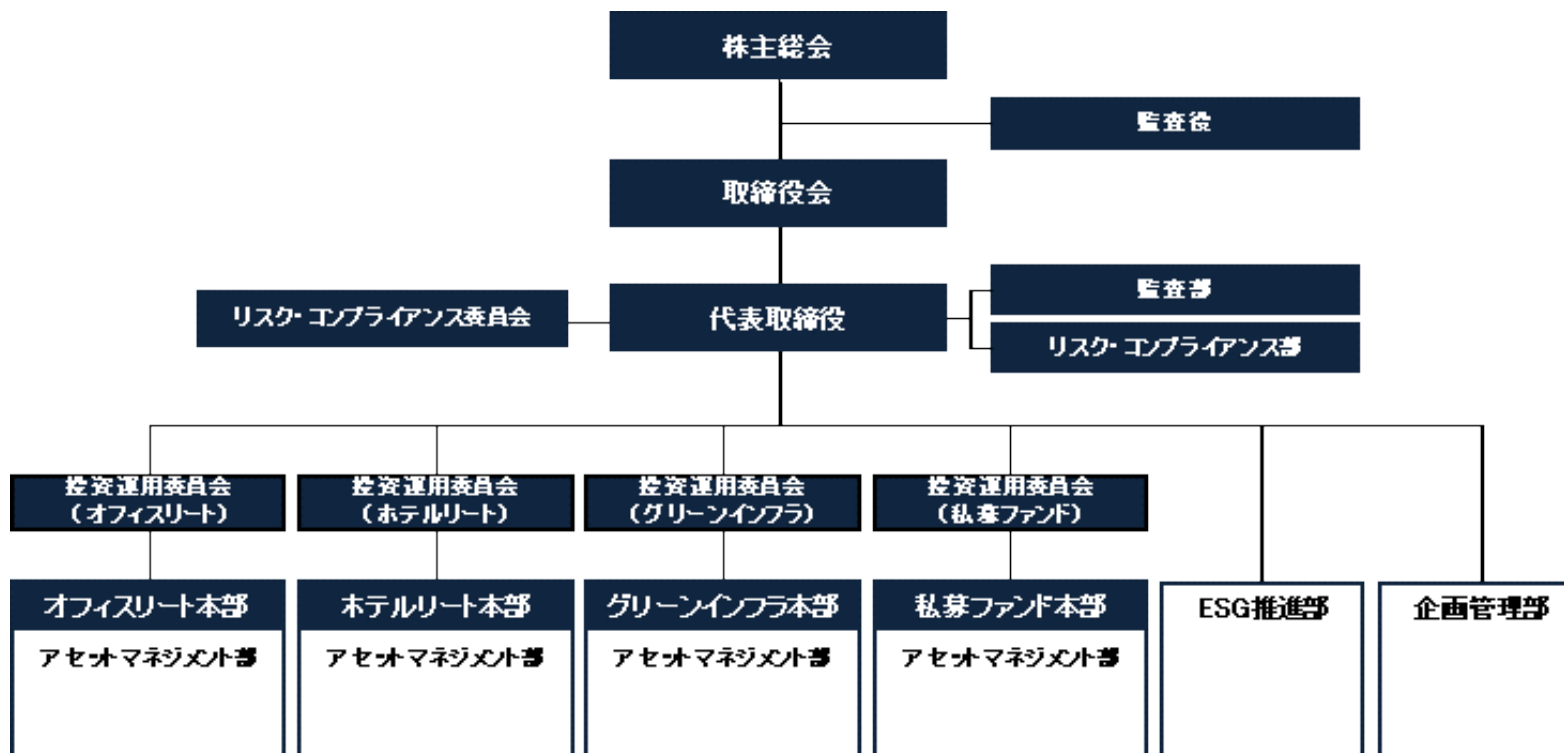 株主総会
監査役
取締役会
監査部
リスク・コンプライアンス委員会
代表取締役
リスク・コンプライアンス部
投資運用委員会
(オフィスリート)
投資運用委員会
(ホテルリート)
投資運用委員会
(グリーンインフラ)
投資運用委員会
(私募ファンド)
オフィスリート本部
アセットマネジメント部
ホテルリート本部
アセットマネジメント部
グリーンインフラ本部
アセットマネジメント部
私募ファンド本部
アセットマネジメント部
ESG推進部
企画管理部